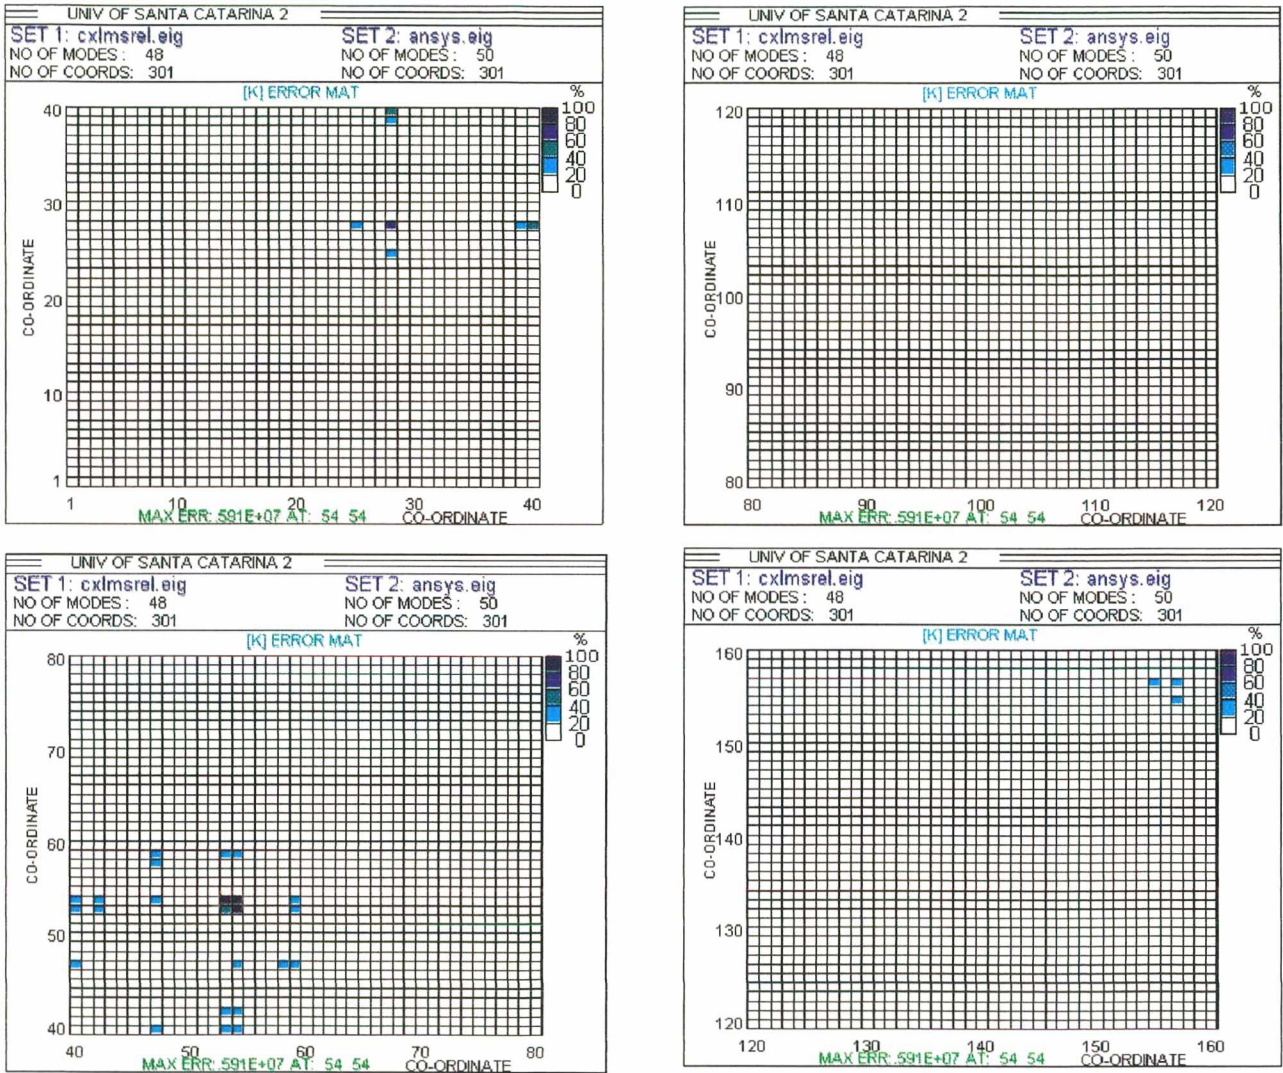 UNIV OF SANTA CATARINA 2
SET 1: cxlmsrel.eig SET 2: ansys.eig
NO OF MODES : 48 NO OF MODES : 50
NO OF COORDS: 301 NO OF COORDS: 301
[K] ERROR MAT
%
100
80
60
40
20
0
40
30
20
10
1
CO-ORDINATE
1 10 20 30 40
MAX ERR: .591E+07 AT: 54 54 CO-ORDINATE
UNIV OF SANTA CATARINA 2
SET 1: cxlmsrel.eig SET 2: ansys.eig
NO OF MODES : 48 NO OF MODES : 50
NO OF COORDS: 301 NO OF COORDS: 301
[K] ERROR MAT
%
100
80
60
40
20
0
120
110
100
90
80
CO-ORDINATE
80 90 100 110 120
MAX ERR: .591E+07 AT: 54 54 CO-ORDINATE
UNIV OF SANTA CATARINA 2
SET 1: cxlmsrel.eig SET 2: ansys.eig
NO OF MODES : 48 NO OF MODES : 50
NO OF COORDS: 301 NO OF COORDS: 301
[K] ERROR MAT
%
100
80
60
40
20
0
80
70
60
50
40
CO-ORDINATE
40 50 60 70 80
MAX ERR: .591E+07 AT: 54 54 CO-ORDINATE
UNIV OF SANTA CATARINA 2
SET 1: cxlmsrel.eig SET 2: ansys.eig
NO OF MODES : 48 NO OF MODES : 50
NO OF COORDS: 301 NO OF COORDS: 301
[K] ERROR MAT
%
100
80
60
40
20
0
160
150
140
130
120
CO-ORDINATE
120 130 140 150 160
MAX ERR: .591E+07 AT: 54 54 CO-ORDINATE